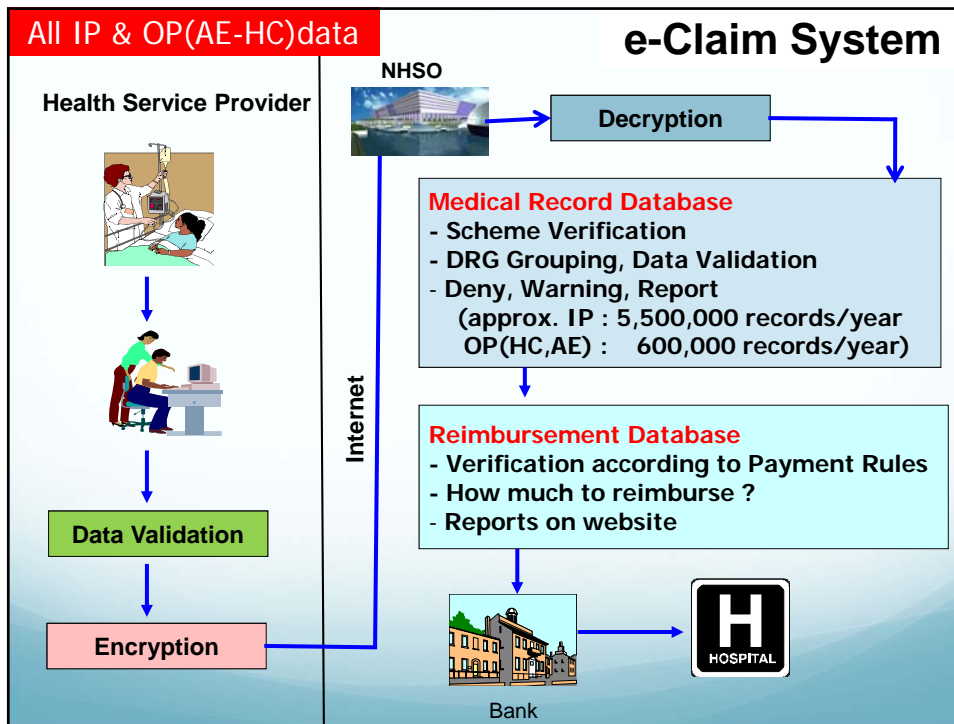 All IP & OP(AE-HC)data
e-Claim System
Health Service Provider
Data Validation
Encryption
Internet
NHSO
Decryption
Medical Record Database
- Scheme Verification
- DRG Grouping, Data Validation
- Deny, Warning, Report
(approx. IP : 5,500,000 records/year
OP(HC,AE) : 600,000 records/year)
Reimbursement Database
- Verification according to Payment Rules
- How much to reimburse ?
- Reports on website
Bank
H
HOSPITAL